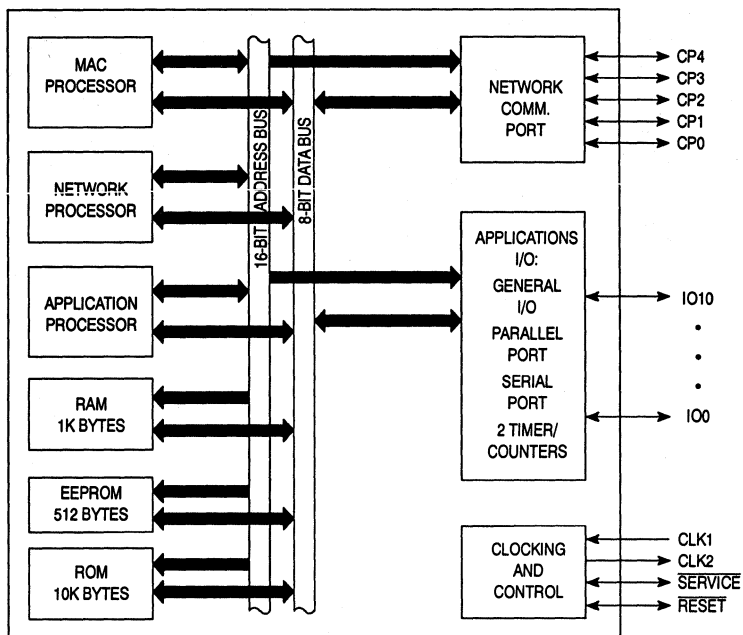 MAC
PROCESSOR
NETWORK
PROCESSOR
APPLICATION
PROCESSOR
RAM
1K BYTES
EEPROM
512 BYTES
ROM
10K BYTES
16-BIT ADDRESS BUS
8-BIT DATA BUS
NETWORK
COMM.
PORT
CP4
CP3
CP2
CP1
CP0
APPLICATIONS
I/O:
GENERAL
I/O
PARALLEL
PORT
SERIAL
PORT
2 TIMER/
COUNTERS
IO10
IO0
CLOCKING
AND
CONTROL
CLK1
CLK2
SERVICE
RESET